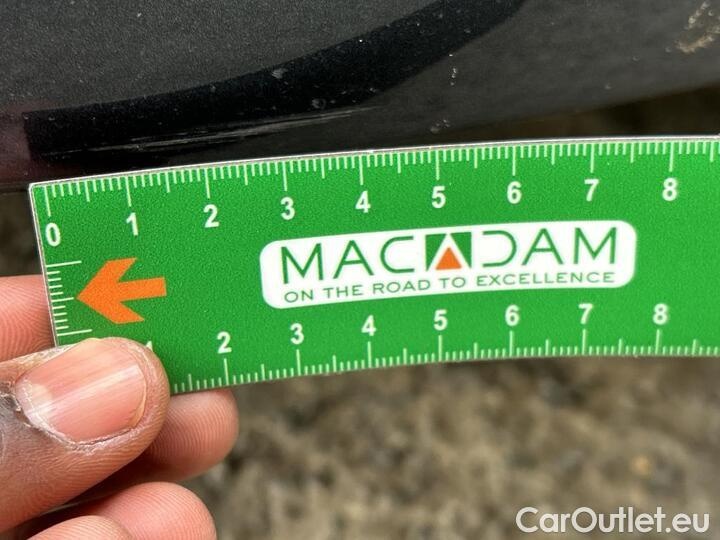 0 1 2 3 4 5 6 7 8
MACADAM
ON THE ROAD TO EXCELLENCE
1 2 3 4 5 6 7 8
CarOutlet.eu